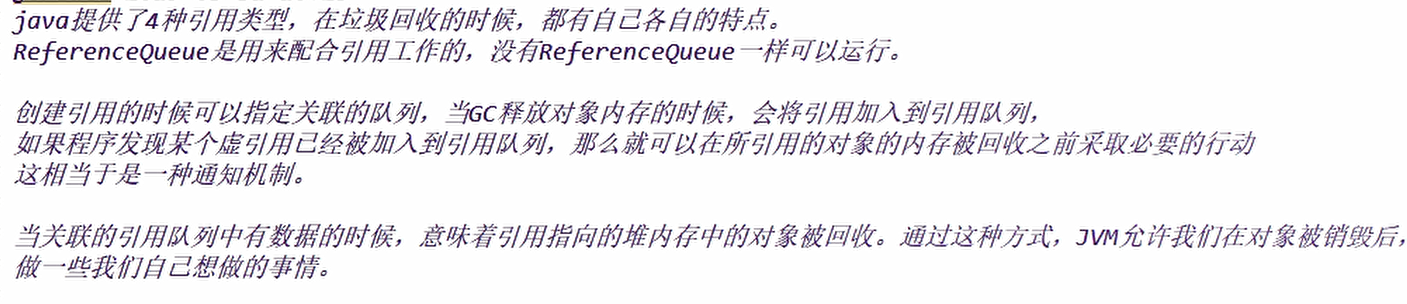 java提供了4种引用类型，在垃圾回收的时候，都有自己各自的特点。
ReferenceQueue是用来配合引用工作的，没有ReferenceQueue一样可以运行。
创建引用的时候可以指定关联的队列，当GC释放对象内存的时候，会将引用加入到引用队列，
如果程序发现某个虚引用已经被加入到引用队列，那么就可以在所引用的对象的内存被回收之前采取必要的行动
这相当于是一种通知机制。
当关联的引用队列中有数据的时候，意味着引用指向的堆内存中的对象被回收。通过这种方式，JVM允许我们在对象被销毁后，
做一些我们自己想做的事情。